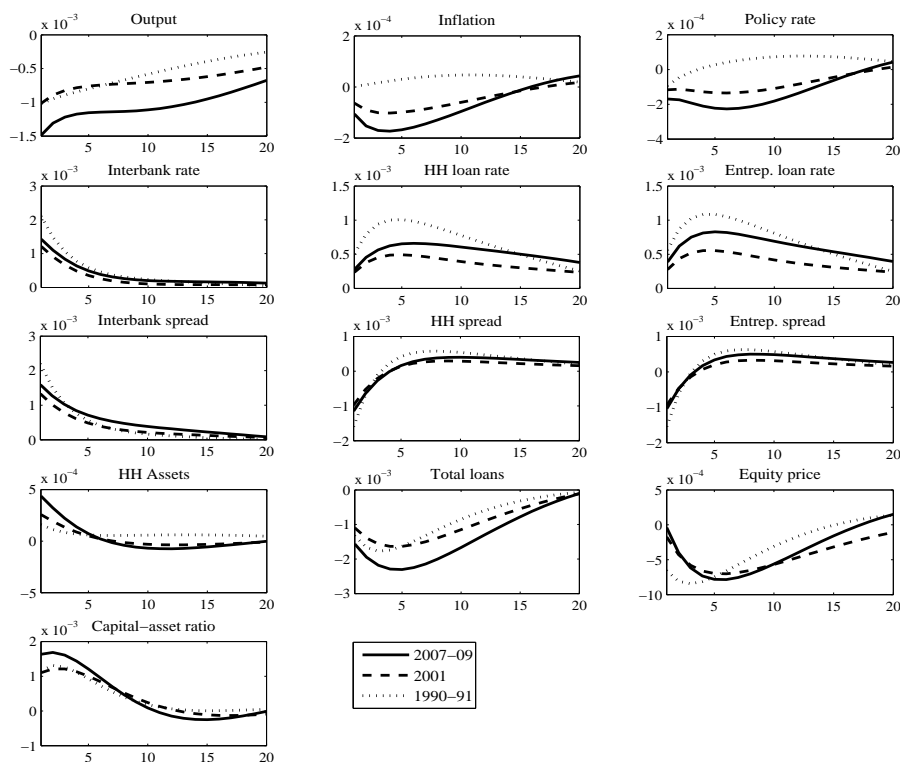 Output
x 10⁻³
0
−0.5
−1
−1.5
5 10 15 20
Inflation
x 10⁻⁴
2
0
−2
5 10 15 20
Policy rate
x 10⁻⁴
2
0
−2
−4
5 10 15 20
Interbank rate
x 10⁻³
3
2
1
0
5 10 15 20
HH loan rate
x 10⁻³
1.5
1
0.5
0
5 10 15 20
Entrep. loan rate
x 10⁻³
1.5
1
0.5
0
5 10 15 20
Interbank spread
x 10⁻³
3
2
1
0
5 10 15 20
HH spread
x 10⁻³
1
0
−1
−2
5 10 15 20
Entrep. spread
x 10⁻³
1
0
−1
−2
5 10 15 20
HH Assets
x 10⁻⁴
5
0
−5
5 10 15 20
Total loans
x 10⁻³
0
−1
−2
−3
5 10 15 20
Equity price
x 10⁻⁴
5
0
−5
−10
5 10 15 20
Capital−asset ratio
x 10⁻³
2
1
0
−1
5 10 15 20
2007−09
2001
1990−91